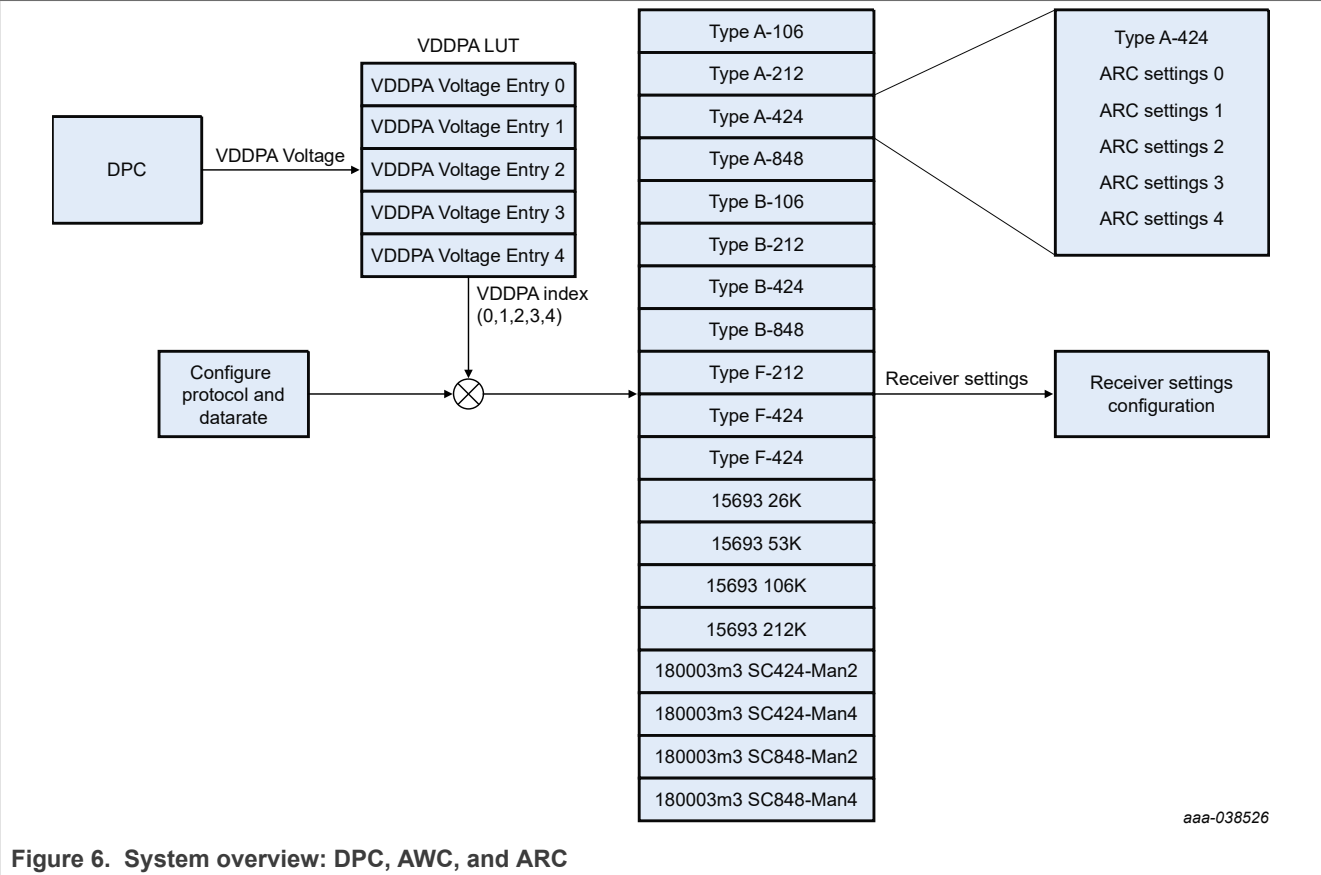 VDDPA LUT
VDDPA Voltage Entry 0
VDDPA Voltage Entry 1
VDDPA Voltage Entry 2
VDDPA Voltage Entry 3
VDDPA Voltage Entry 4
DPC
VDDPA Voltage
VDDPA index
(0,1,2,3,4)
Configure
protocol and
datarate
Type A-106
Type A-212
Type A-424
Type A-848
Type B-106
Type B-212
Type B-424
Type B-848
Type F-212
Type F-424
Type F-424
15693 26K
15693 53K
15693 106K
15693 212K
180003m3 SC424-Man2
180003m3 SC424-Man4
180003m3 SC848-Man2
180003m3 SC848-Man4
Type A-424
ARC settings 0
ARC settings 1
ARC settings 2
ARC settings 3
ARC settings 4
Receiver settings
Receiver settings
configuration
aaa-038526
Figure 6. System overview: DPC, AWC, and ARC